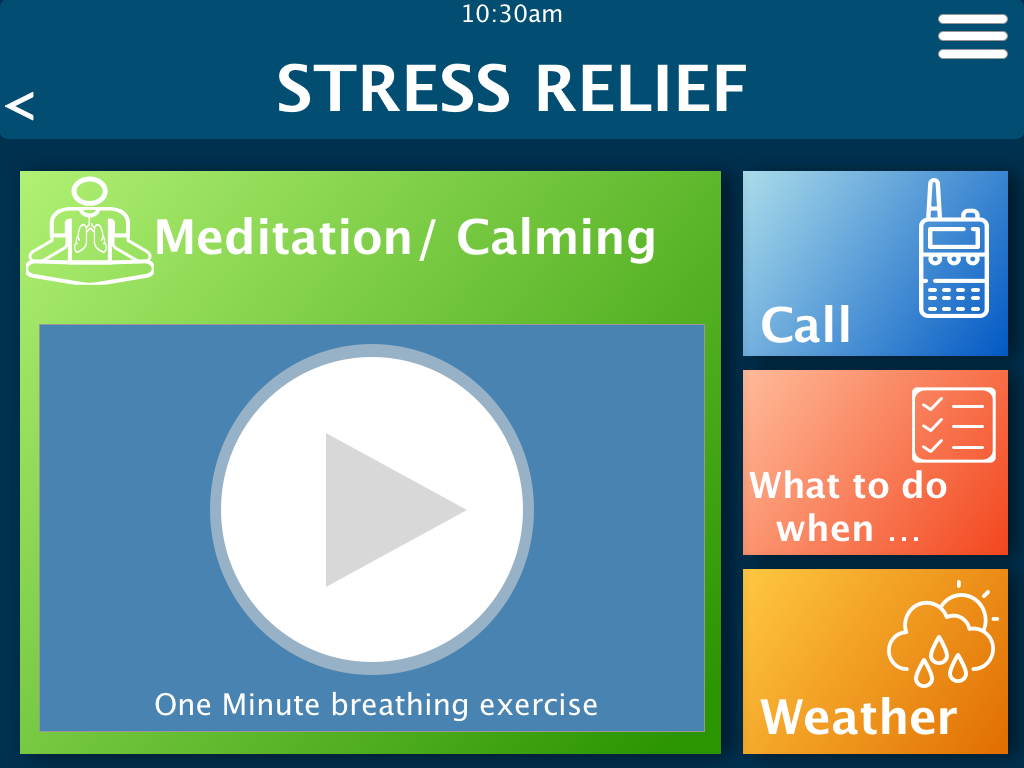 10:30am
STRESS RELIEF
<
Meditation/ Calming
One Minute breathing exercise
Call
What to do
when ...
Weather